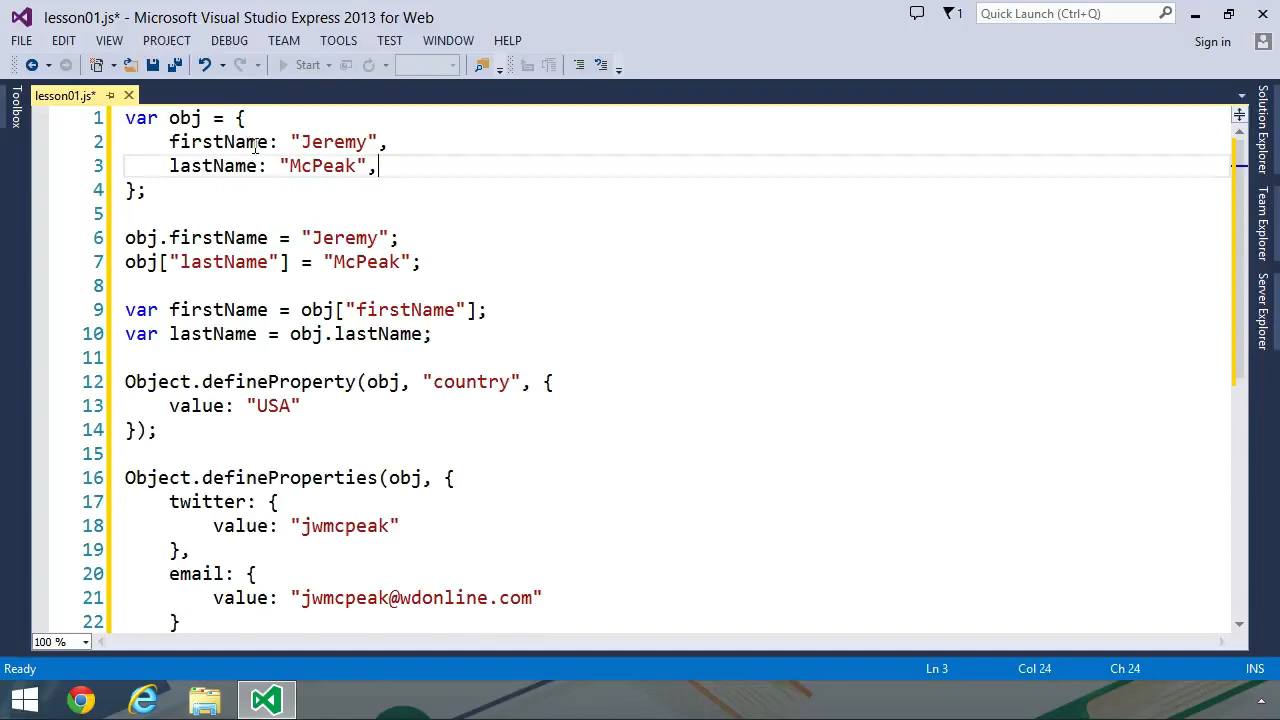 lesson01.js* - Microsoft Visual Studio Express 2013 for Web
1
Quick Launch (Ctrl+Q)
FILE EDIT VIEW PROJECT DEBUG TEAM TOOLS TEST WINDOW HELP
Sign in
Start
Toolbox
lesson01.js*
1 var obj = {
2 firstName: "Jeremy",
3 lastName: "McPeak",
4 };
5
6 obj.firstName = "Jeremy";
7 obj["lastName"] = "McPeak";
8
9 var firstName = obj["firstName"];
10 var lastName = obj.lastName;
11
12 Object.defineProperty(obj, "country", {
13 value: "USA"
14 });
15
16 Object.defineProperties(obj, {
17 twitter: {
18 value: "jwmcpeak"
19 },
20 email: {
21 value: "jwmcpeak@wdonline.com"
22 }
Solution Explorer
Team Explorer
Server Explorer
100 %
Ready Ln 3 Col 24 Ch 24 INS